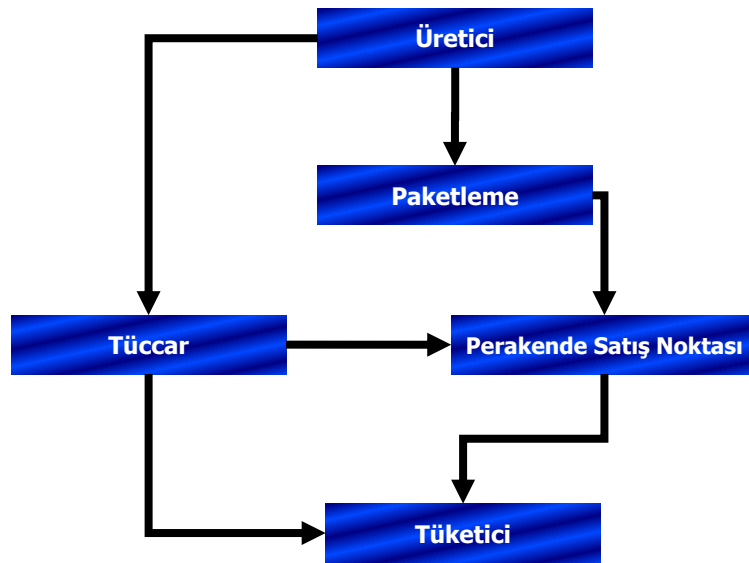 Üretici
Paketleme
Tüccar
Perakende Satış Noktası
Tüketici